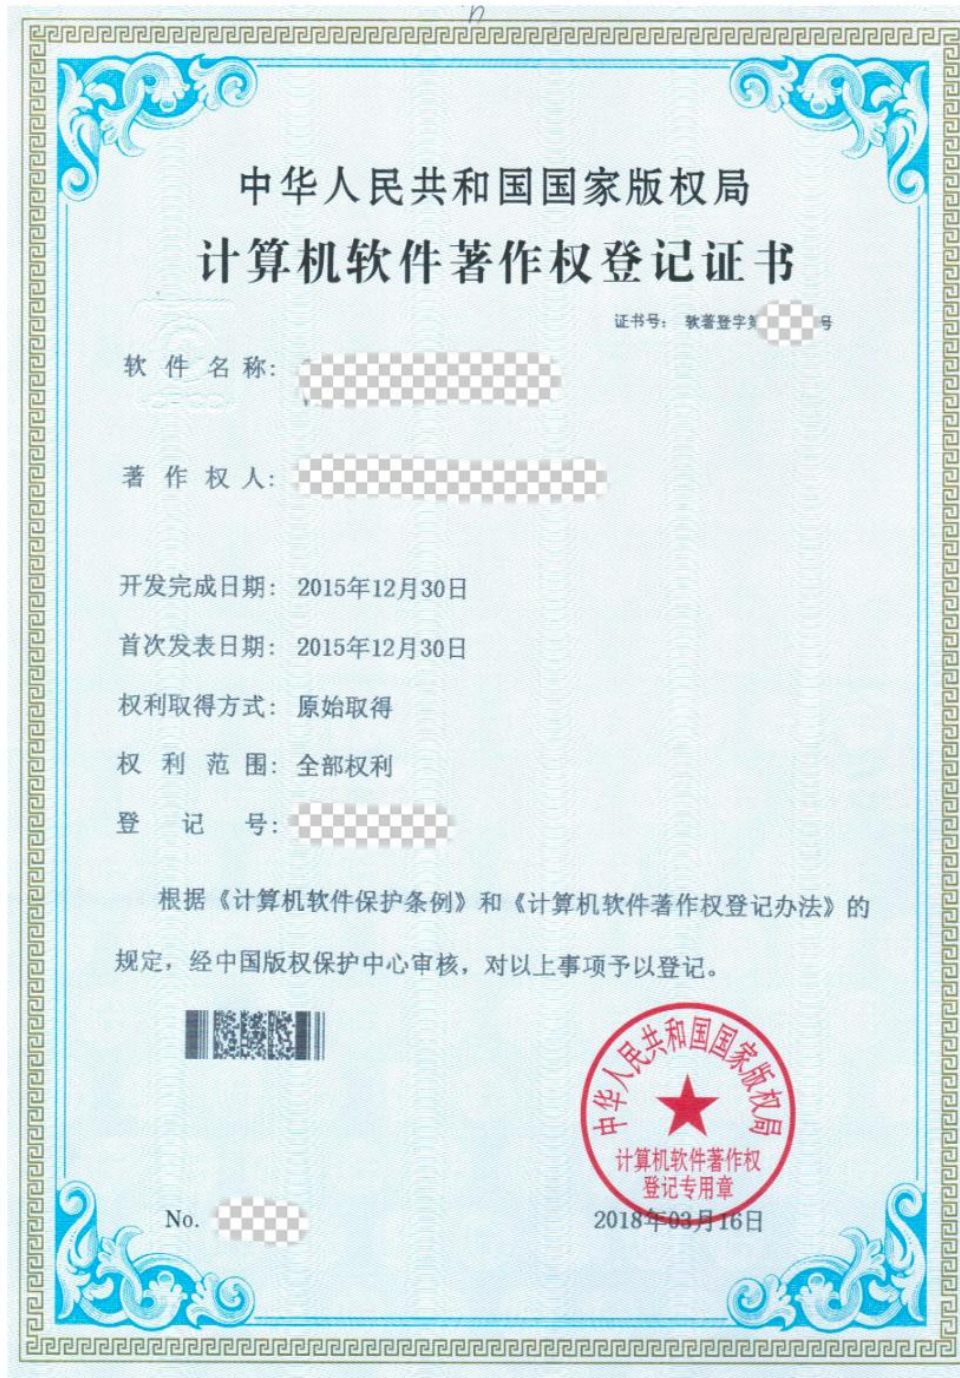 中华人民共和国国家版权局
计算机软件著作权登记证书
证书号： 软著登字第 号
软件名称：
著作权人：
开发完成日期： 2015年12月30日
首次发表日期： 2015年12月30日
权利取得方式： 原始取得
权利范围： 全部权利
登记号：
根据《计算机软件保护条例》和《计算机软件著作权登记办法》的
规定，经中国版权保护中心审核，对以上事项予以登记。
中华人民共和国国家版权局
计算机软件著作权
登记专用章
No.
2018年03月16日